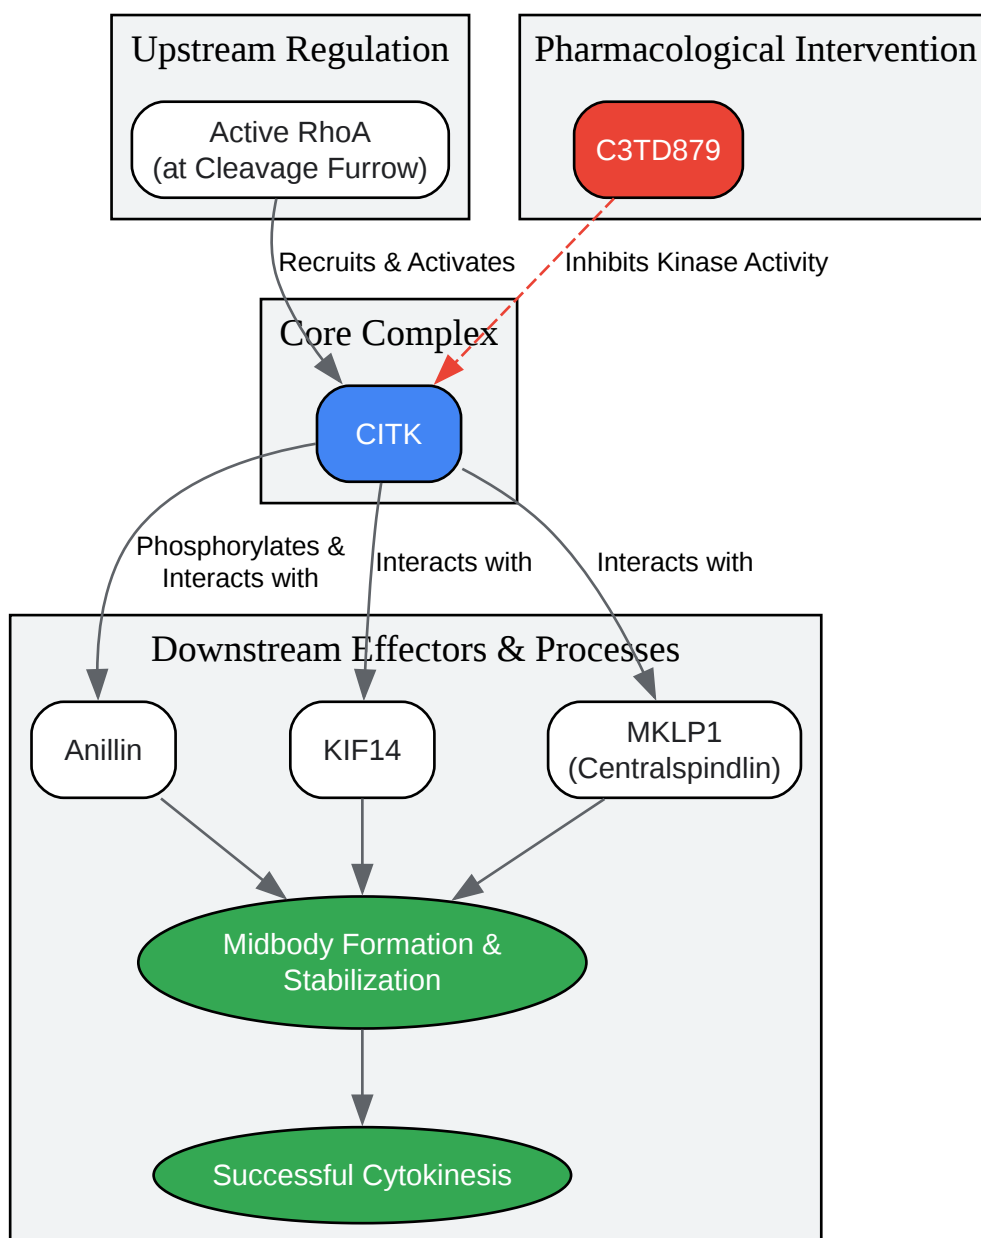 Upstream Regulation
Pharmacological Intervention
Active RhoA
(at Cleavage Furrow)
C3TD879
Recruits & Activates
Inhibits Kinase Activity
Core Complex
CITK
Phosphorylates &
Interacts with
Interacts with
Interacts with
Downstream Effectors & Processes
Anillin
KIF14
MKLP1
(Centralspindlin)
Midbody Formation &
Stabilization
Successful Cytokinesis